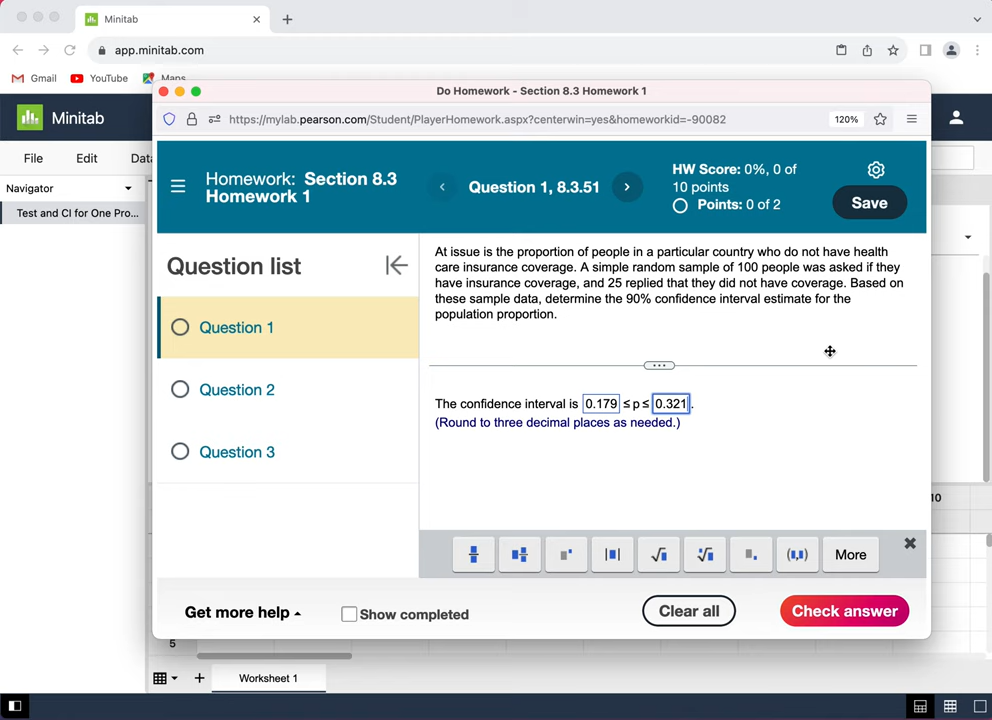 Minitab
app.minitab.com
Gmail YouTube Maps
Do Homework - Section 8.3 Homework 1
Minitab
https://mylab.pearson.com/Student/PlayerHomework.aspx?centerwin=yes&homeworkid=-90082 120%
File Edit Data
Navigator
Test and CI for One Pro...
Homework: Section 8.3
Homework 1
Question 1, 8.3.51
HW Score: 0%, 0 of
10 points
Points: 0 of 2
Save
Question list
Question 1
Question 2
Question 3
At issue is the proportion of people in a particular country who do not have health
care insurance coverage. A simple random sample of 100 people was asked if they
have insurance coverage, and 25 replied that they did not have coverage. Based on
these sample data, determine the 90% confidence interval estimate for the
population proportion.
The confidence interval is 0.179 ≤ p ≤ 0.321.
(Round to three decimal places as needed.)
10
More
Get more help
Show completed
Clear all
Check answer
5
Worksheet 1